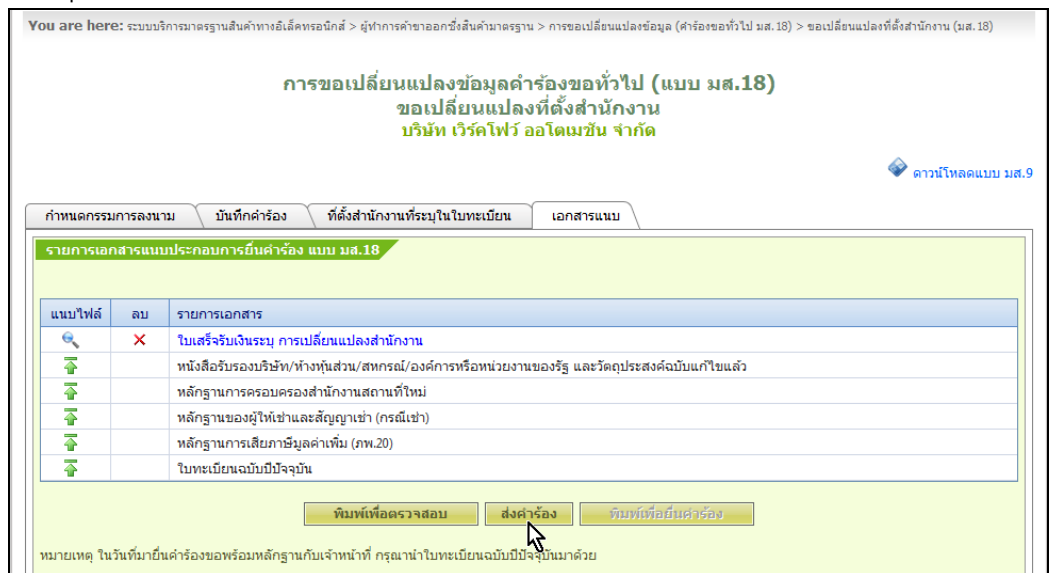 You are here: ระบบบริการมาตรฐานสินค้าทางอิเล็คทรอนิกส์ > ผู้ทำการค้าขาออกซึ่งสินค้ามาตรฐาน > การขอเปลี่ยนแปลงข้อมูล (คำร้องขอทั่วไป มส.18) > ขอเปลี่ยนแปลงที่ตั้งสำนักงาน (มส.18)
การขอเปลี่ยนแปลงข้อมูลคำร้องขอทั่วไป (แบบ มส.18)
ขอเปลี่ยนแปลงที่ตั้งสำนักงาน
บริษัท เวิร์คโฟว์ ออโตเมชัน จำกัด
ดาวน์โหลดแบบ มส.9
กำหนดกรรมการลงนาม บันทึกคำร้อง ที่ตั้งสำนักงานที่ระบุในใบทะเบียน เอกสารแนบ
รายการเอกสารแนบประกอบการยื่นคำร้อง แบบ มส.18
แนบไฟล์ ลบ รายการเอกสาร
ใบเสร็จรับเงินระบุ การเปลี่ยนแปลงสำนักงาน
หนังสือรับรองบริษัท/ห้างหุ้นส่วน/สหกรณ์/องค์การหรือหน่วยงานของรัฐ และวัตถุประสงค์ฉบับแก้ไขแล้ว
หลักฐานการครอบครองสำนักงานสถานที่ใหม่
หลักฐานของผู้ให้เช่าและสัญญาเช่า (กรณีเช่า)
หลักฐานการเสียภาษีมูลค่าเพิ่ม (ภพ.20)
ใบทะเบียนฉบับปีปัจจุบัน
พิมพ์เพื่อตรวจสอบ ส่งคำร้อง พิมพ์เพื่อยื่นคำร้อง
หมายเหตุ ในวันที่มายื่นคำร้องขอพร้อมหลักฐานกับเจ้าหน้าที่ กรุณานำใบทะเบียนฉบับปีปัจจุบันมาด้วย